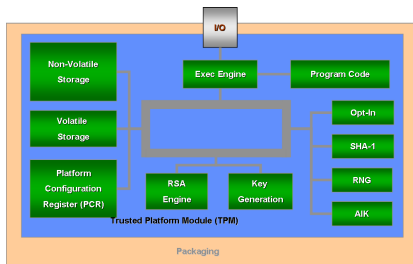 I/O
Non-Volatile
Storage
Exec Engine
Program Code
Volatile
Storage
Opt-In
SHA-1
Platform
Configuration
Register (PCR)
RSA
Engine
Key
Generation
RNG
AIK
Trusted Platform Module (TPM)
Packaging